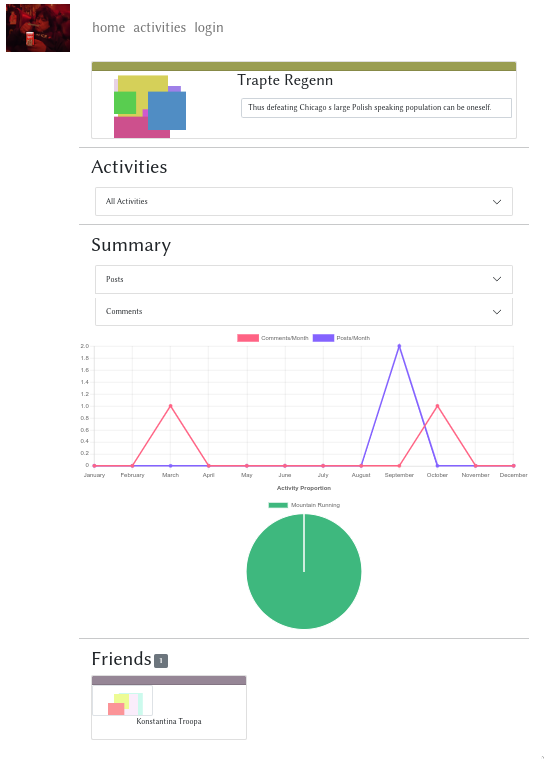 home activities login
Trapte Regenn
Thus defeating Chicago s large Polish speaking population can be oneself.
Activities
All Activities
Summary
Posts
Comments
Comments/Month Posts/Month
2.0
1.8
1.6
1.4
1.2
1.0
0.8
0.6
0.4
0.2
0
January February March April May June July August September October November December
Activity Proportion
Mountain Running
Friends 1
Konstantina Troopa